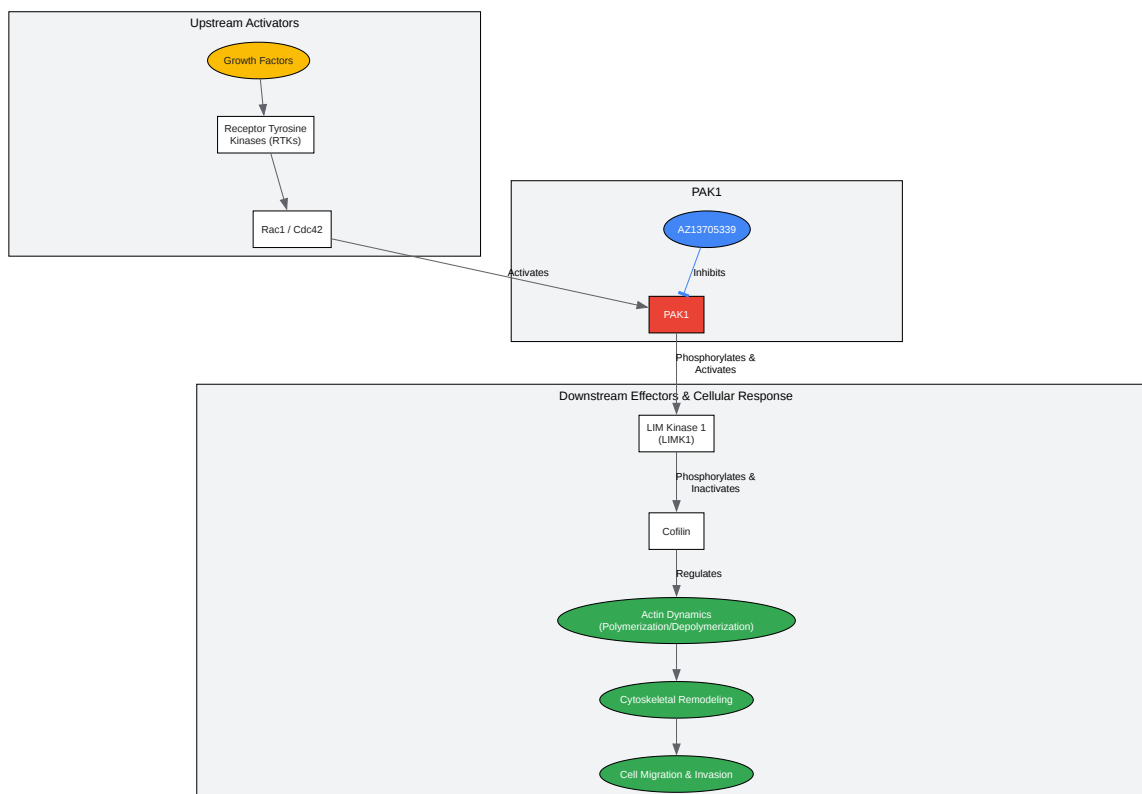 Upstream Activators
Growth Factors
Receptor Tyrosine
Kinases (RTKs)
Rac1 / Cdc42
PAK1
AZ13705339
Activates
Inhibits
PAK1
Phosphorylates &
Activates
Downstream Effectors & Cellular Response
LIM Kinase 1
(LIMK1)
Phosphorylates &
Inactivates
Cofilin
Regulates
Actin Dynamics
(Polymerization/Depolymerization)
Cytoskeletal Remodeling
Cell Migration & Invasion